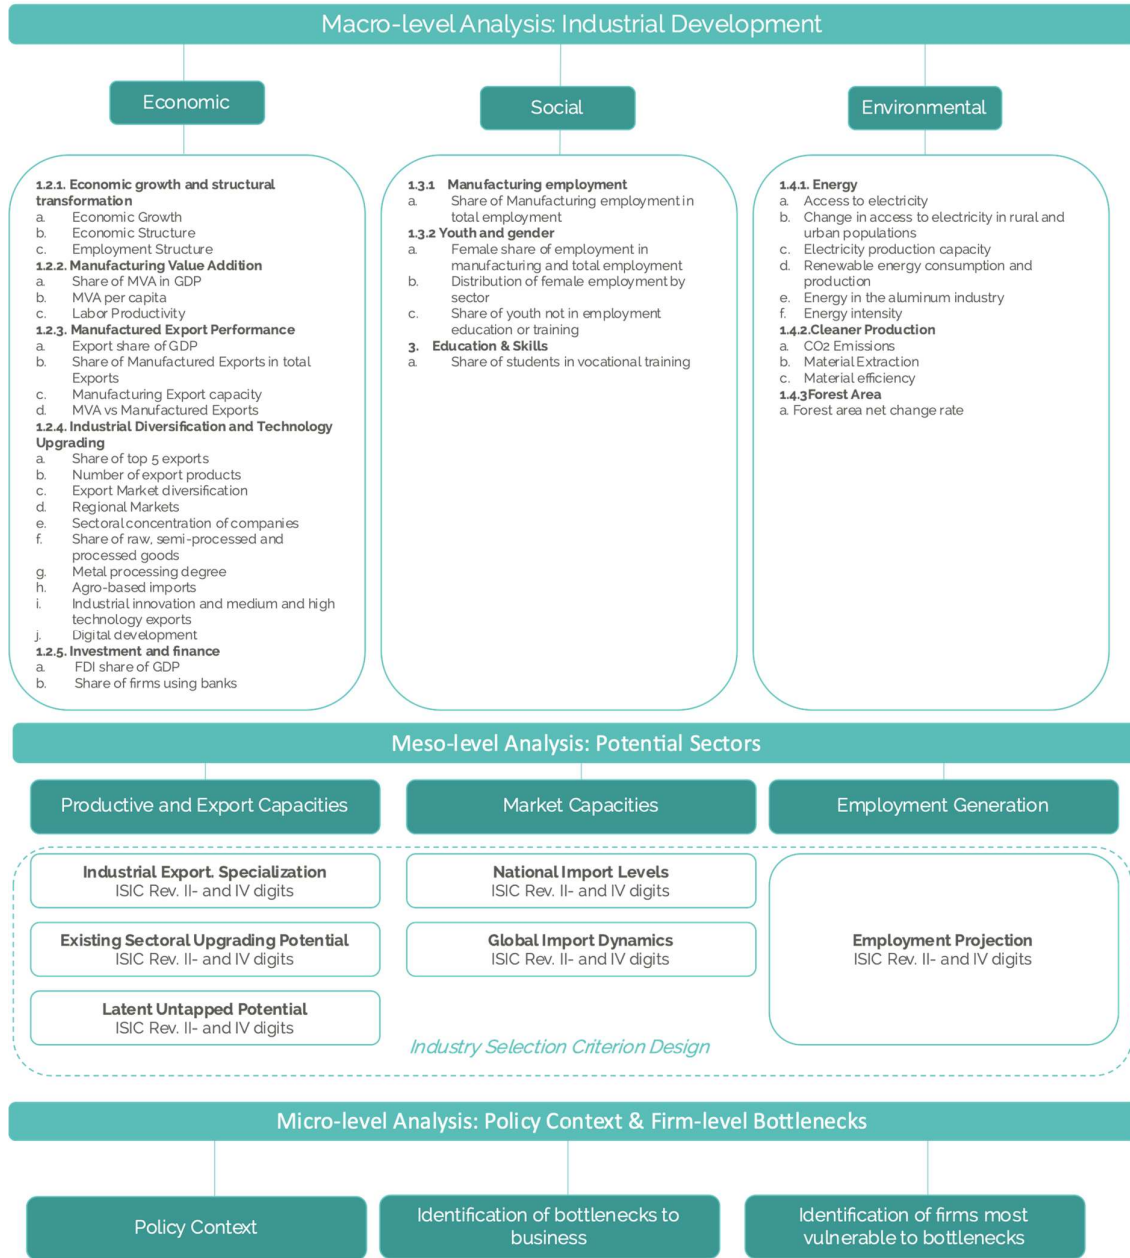 Macro-level Analysis: Industrial Development
Economic
Social
Environmental
1.2.1. Economic growth and structural
transformation
a. Economic Growth
b. Economic Structure
c. Employment Structure
1.2.2. Manufacturing Value Addition
a. Share of MVA in GDP
b. MVA per capita
c. Labor Productivity
1.2.3. Manufactured Export Performance
a. Export share of GDP
b. Share of Manufactured Exports in total
Exports
c. Manufacturing Export capacity
d. MVA vs Manufactured Exports
1.2.4. Industrial Diversification and Technology
Upgrading
a. Share of top 5 exports
b. Number of export products
c. Export Market diversification
d. Regional Markets
e. Sectoral concentration of companies
f. Share of raw, semi-processed and
processed goods
g. Metal processing degree
h. Agro-based imports
i. Industrial innovation and medium and high
technology exports
j. Digital development
1.2.5. Investment and finance
a. FDI share of GDP
b. Share of firms using banks
1.3.1 Manufacturing employment
a. Share of Manufacturing employment in
total employment
1.3.2 Youth and gender
a. Female share of employment in
manufacturing and total employment
b. Distribution of female employment by
sector
c. Share of youth not in employment
education or training
3. Education & Skills
a. Share of students in vocational training
1.4.1. Energy
a. Access to electricity
b. Change in access to electricity in rural and
urban populations
c. Electricity production capacity
d. Renewable energy consumption and
production
e. Energy in the aluminum industry
f. Energy intensity
1.4.2.Cleaner Production
a. CO2 Emissions
b. Material Extraction
c. Material efficiency
1.4.3Forest Area
a. Forest area net change rate
Meso-level Analysis: Potential Sectors
Productive and Export Capacities
Market Capacities
Employment Generation
Industrial Export. Specialization
ISIC Rev. II- and IV digits
Existing Sectoral Upgrading Potential
ISIC Rev. II- and IV digits
Latent Untapped Potential
ISIC Rev. II- and IV digits
National Import Levels
ISIC Rev. II- and IV digits
Global Import Dynamics
ISIC Rev. II- and IV digits
Employment Projection
ISIC Rev. II- and IV digits
Industry Selection Criterion Design
Micro-level Analysis: Policy Context & Firm-level Bottlenecks
Policy Context
Identification of bottlenecks to
business
Identification of firms most
vulnerable to bottlenecks